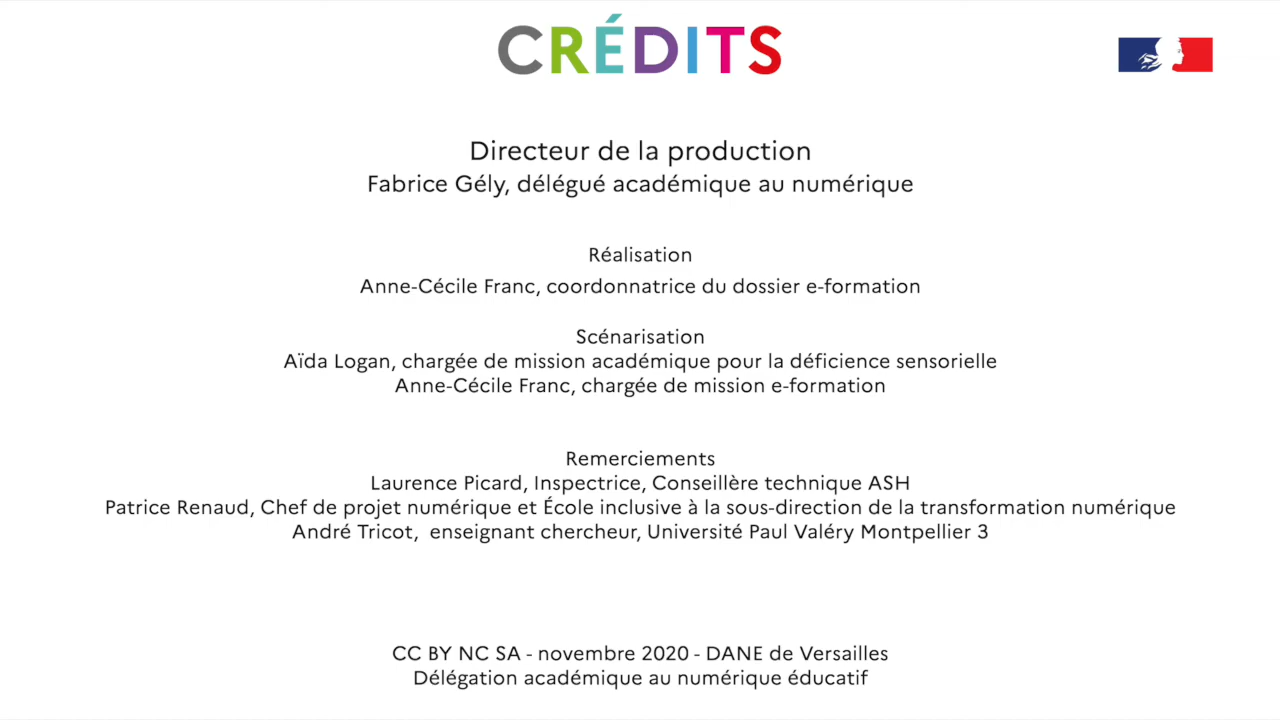 CRÉDITS
Directeur de la production
Fabrice Gély, délégué académique au numérique
Réalisation
Anne-Cécile Franc, coordonnatrice du dossier e-formation
Scénarisation
Aïda Logan, chargée de mission académique pour la déficience sensorielle
Anne-Cécile Franc, chargée de mission e-formation
Remerciements
Laurence Picard, Inspectrice, Conseillère technique ASH
Patrice Renaud, Chef de projet numérique et École inclusive à la sous-direction de la transformation numérique
André Tricot,  enseignant chercheur, Université Paul Valéry Montpellier 3
CC BY NC SA - novembre 2020 - DANE de Versailles
Délégation académique au numérique éducatif